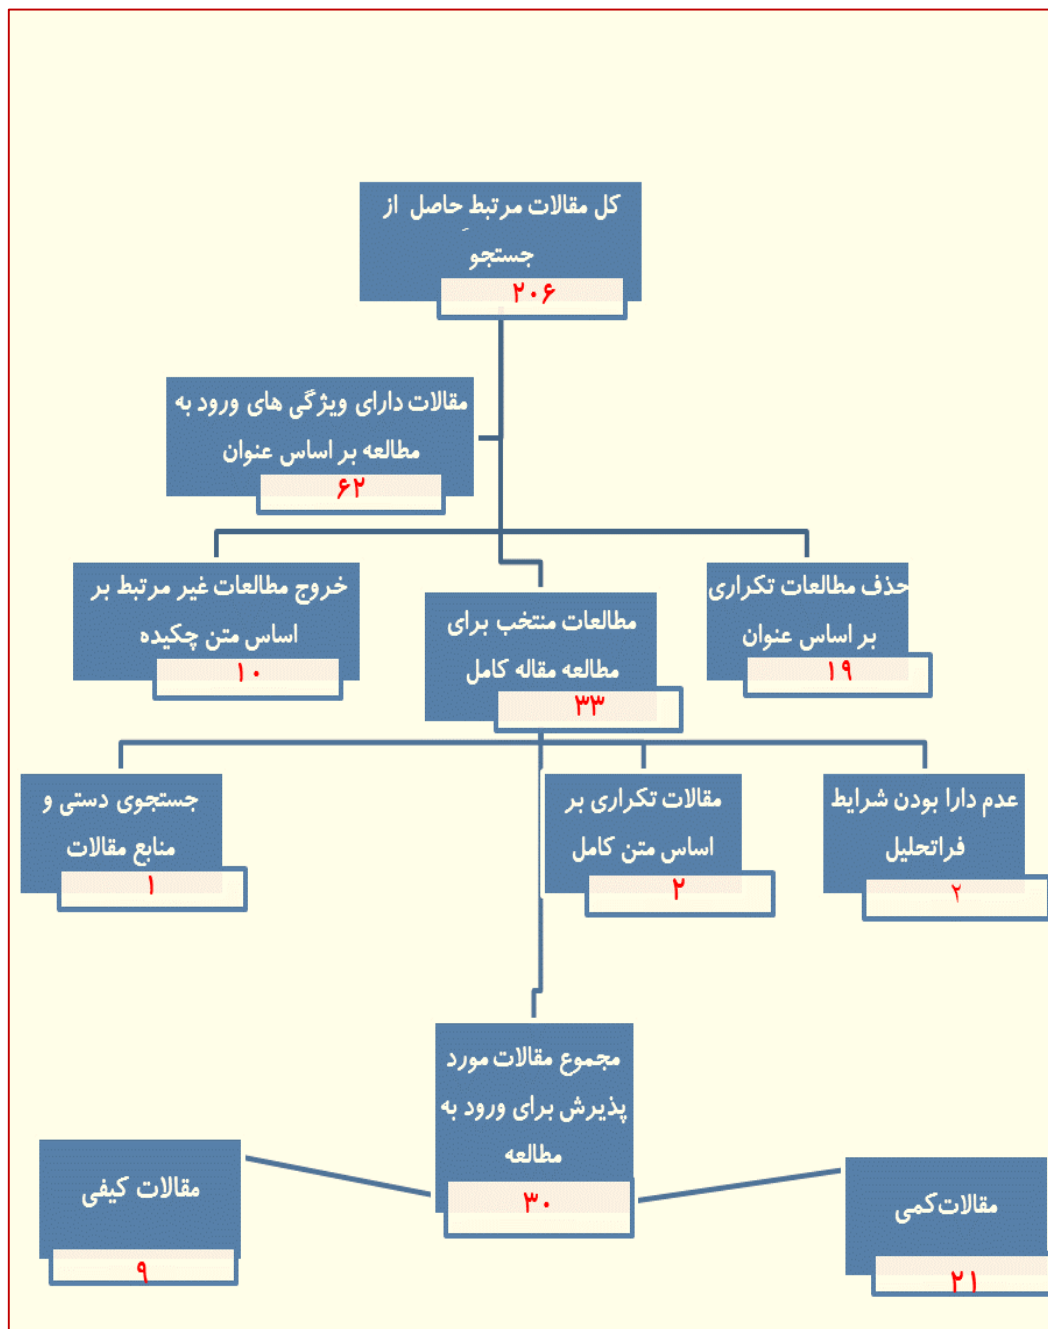 کل مقالات مرتبط حاصل از
جستجو
۲۰۶
مقالات دارای ویژگی های ورود به
مطالعه بر اساس عنوان
۶۲
حذف مطالعات تکراری
بر اساس عنوان
۱۹
مطالعات منتخب برای
مطالعه مقاله کامل
۳۳
خروج مطالعات غیر مرتبط بر
اساس متن چکیده
۱۰
عدم دارا بودن شرایط
فراتحلیل
۲
مقالات تکراری بر
اساس متن کامل
۲
جستجوی دستی و
منابع مقالات
۱
مجموع مقالات مورد
پذیرش برای ورود به
مطالعه
۳۰
مقالات کمی
۲۱
مقالات کیفی
۹